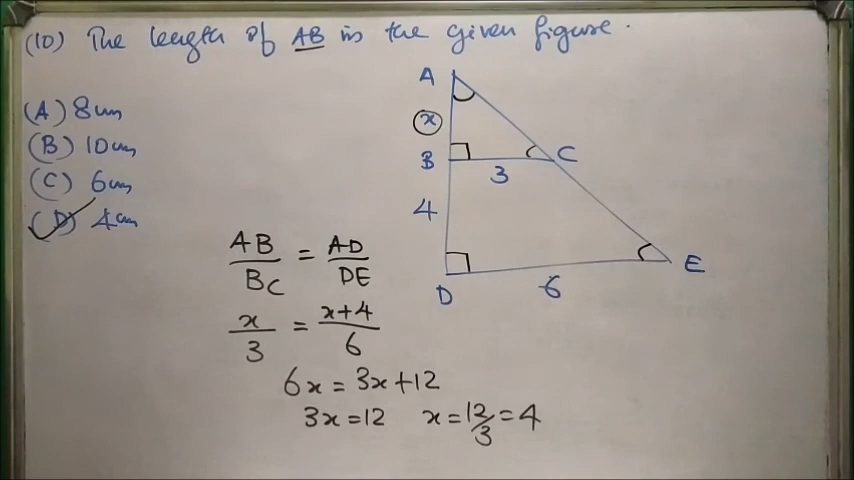 (10) The length of AB in the given figure.
(A) 8cm
(B) 10cm
(C) 6cm
(D) 4cm
A
x
B
C
3
4
D
6
E
AB/BC = AD/DE
x/3 = x+4/6
6x = 3x+12
3x = 12 x = 12/3 = 4